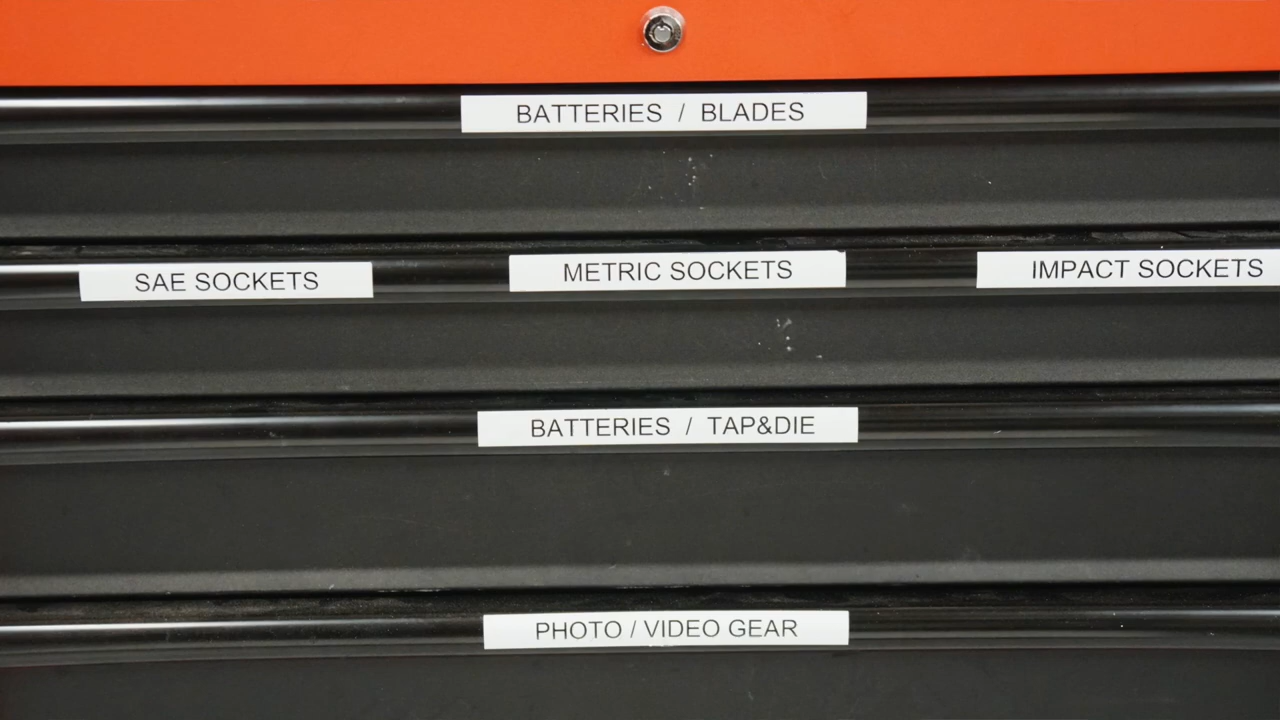 BATTERIES / BLADES
SAE SOCKETS
METRIC SOCKETS
IMPACT SOCKETS
BATTERIES / TAP&DIE
PHOTO / VIDEO GEAR